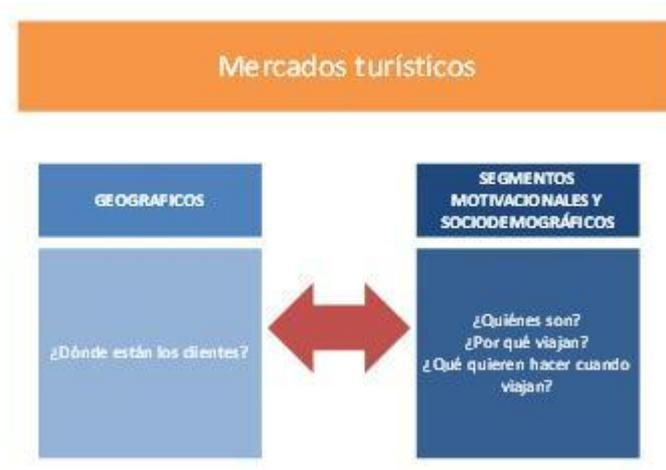 Mercados turísticos
GEOGRAFICOS
¿Dónde están los clientes?
SEGMENTOS
MOTIVACIONALES Y
SOCIODEMOGRÁFICOS
¿Quiénes son?
¿Por qué viajan?
¿Qué quieren hacer cuando
viajan?